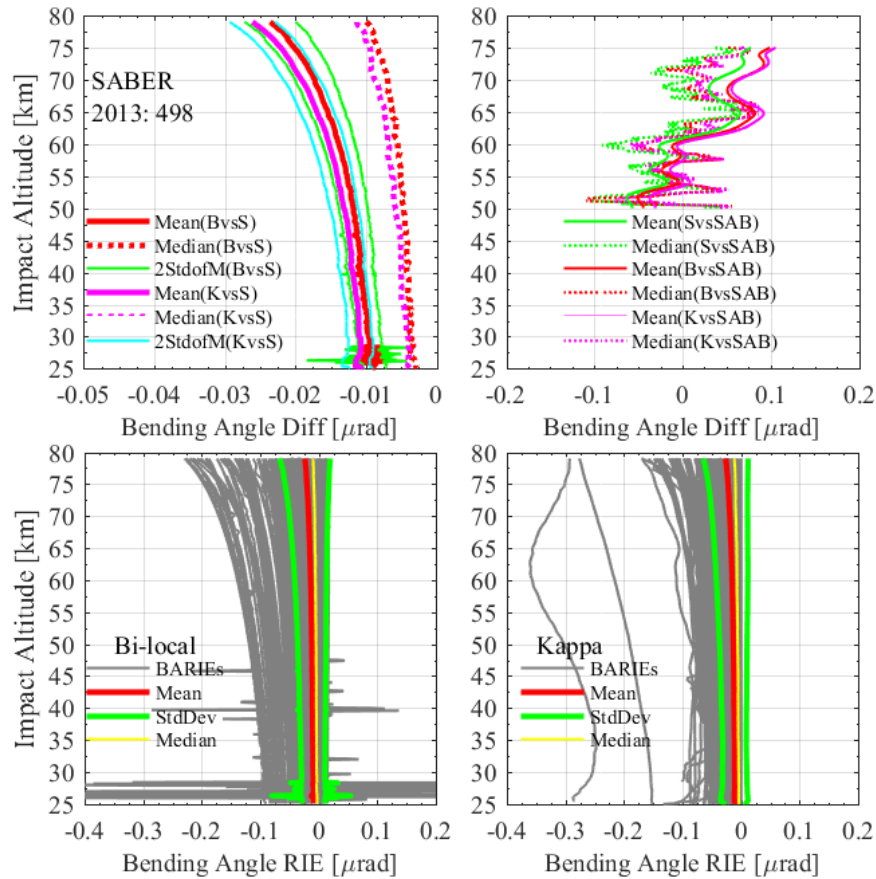 80
75
70
65
60
55
50
45
40
35
30
25
Impact Altitude [km]
SABER
2013: 498
Mean(BvsS)
Median(BvsS)
2StdofM(BvsS)
Mean(KvsS)
Median(KvsS)
2StdofM(KvsS)
-0.05 -0.04 -0.03 -0.02 -0.01 0
Bending Angle Diff [μrad]
80
75
70
65
60
55
50
45
40
35
30
25
Mean(SvsSAB)
Median(SvsSAB)
Mean(BvsSAB)
Median(BvsSAB)
Mean(KvsSAB)
Median(KvsSAB)
-0.2 -0.1 0 0.1 0.2
Bending Angle Diff [μrad]
80
75
70
65
60
55
50
45
40
35
30
25
Impact Altitude [km]
Bi-local
BARIEs
Mean
StdDev
Median
-0.4 -0.3 -0.2 -0.1 0 0.1 0.2
Bending Angle RIE [μrad]
80
75
70
65
60
55
50
45
40
35
30
25
Kappa
BARIEs
Mean
StdDev
Median
-0.4 -0.3 -0.2 -0.1 0 0.1 0.2
Bending Angle RIE [μrad]